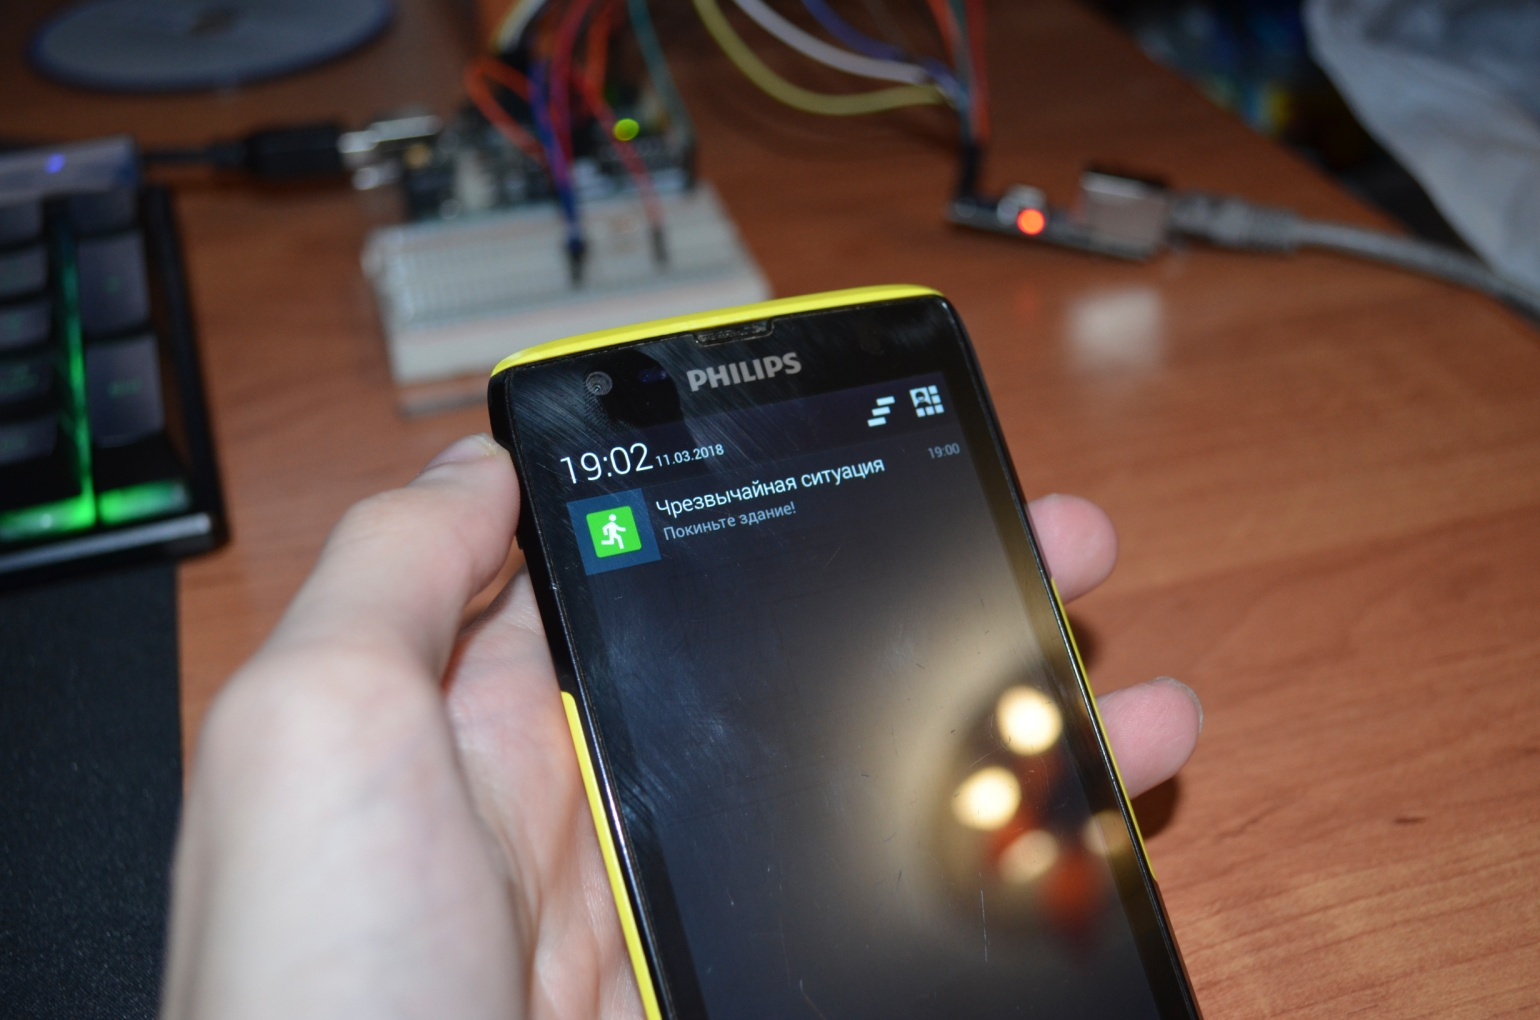 PHILIPS
19:02 11.03.2018
Чрезвычайная ситуация 19:00
Покиньте здание!